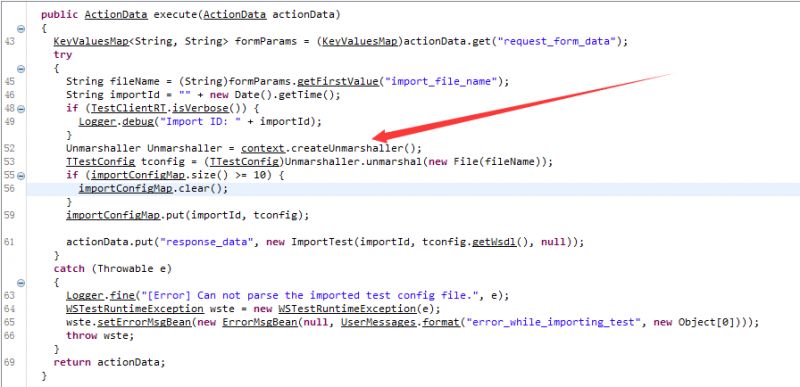 public ActionData execute(ActionData actionData)
{
43 KeyValuesMap<String, String> formParams = (KeyValuesMap)actionData.get("request_form_data");
try
{
45 String fileName = (String)formParams.getFirstValue("import_file_name");
46 String importId = "" + new Date().getTime();
48 if (TestClientRT.isVerbose()) {
49 Logger.debug("Import ID: " + importId);
}
52 Unmarshaller Unmarshaller = context.createUnmarshaller();
53 TTestConfig tconfig = (TTestConfig)Unmarshaller.unmarshal(new File(fileName));
55 if (importConfigMap.size() >= 10) {
56 importConfigMap.clear();
}
59 importConfigMap.put(importId, tconfig);
61 actionData.put("response_data", new ImportTest(importId, tconfig.getWsdl(), null));
}
catch (Throwable e)
{
63 Logger.fine("[Error] Can not parse the imported test config file.", e);
64 WSTestRuntimeException wste = new WSTestRuntimeException(e);
65 wste.setErrorMsgBean(new ErrorMsgBean(null, UserMessages.format("error_while_importing_test", new Object[0])));
66 throw wste;
}
69 return actionData;
}